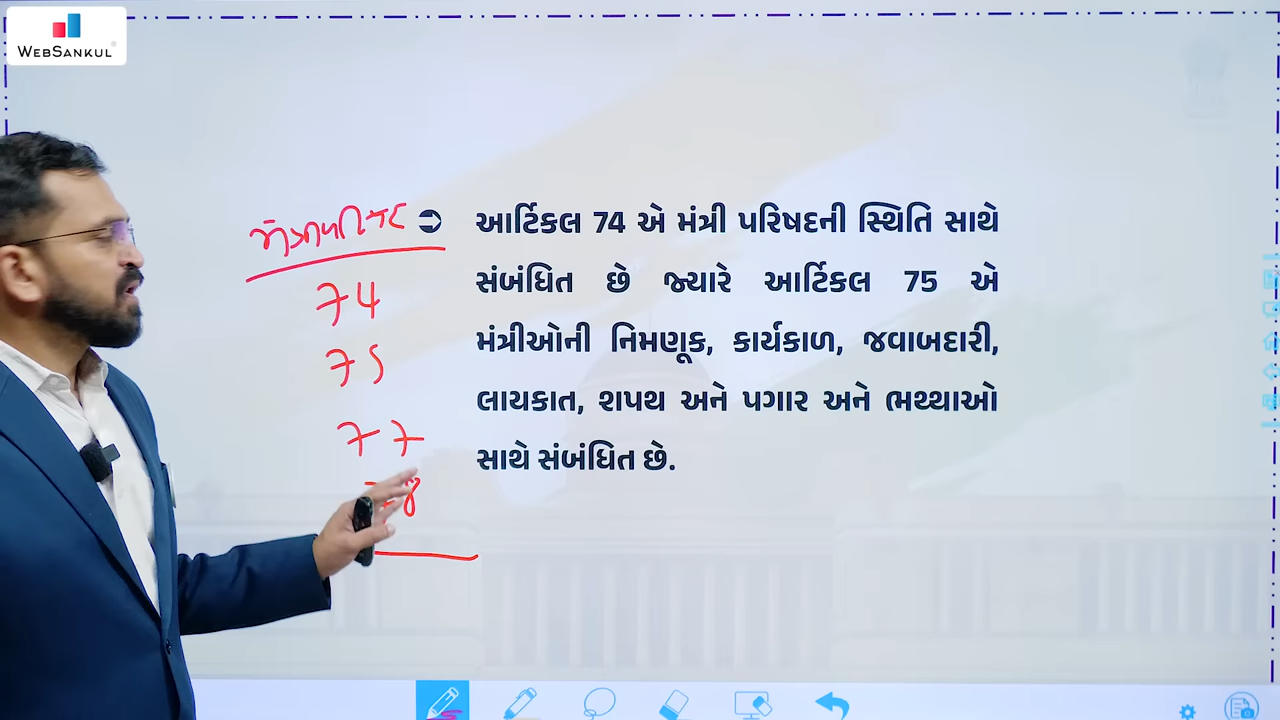 WEBSANKUL
મંત્રીપરિષદ
➲ આર્ટિકલ 74 એ મંત્રી પરિષદની સ્થિતિ સાથે
સંબંધિત છે જ્યારે આર્ટિકલ 75 એ
મંત્રીઓની નિમણૂક, કાર્યકાળ, જવાબદારી,
લાયકાત, શપથ અને પગાર અને ભથ્થાઓ
સાથે સંબંધિત છે.
74
75
77